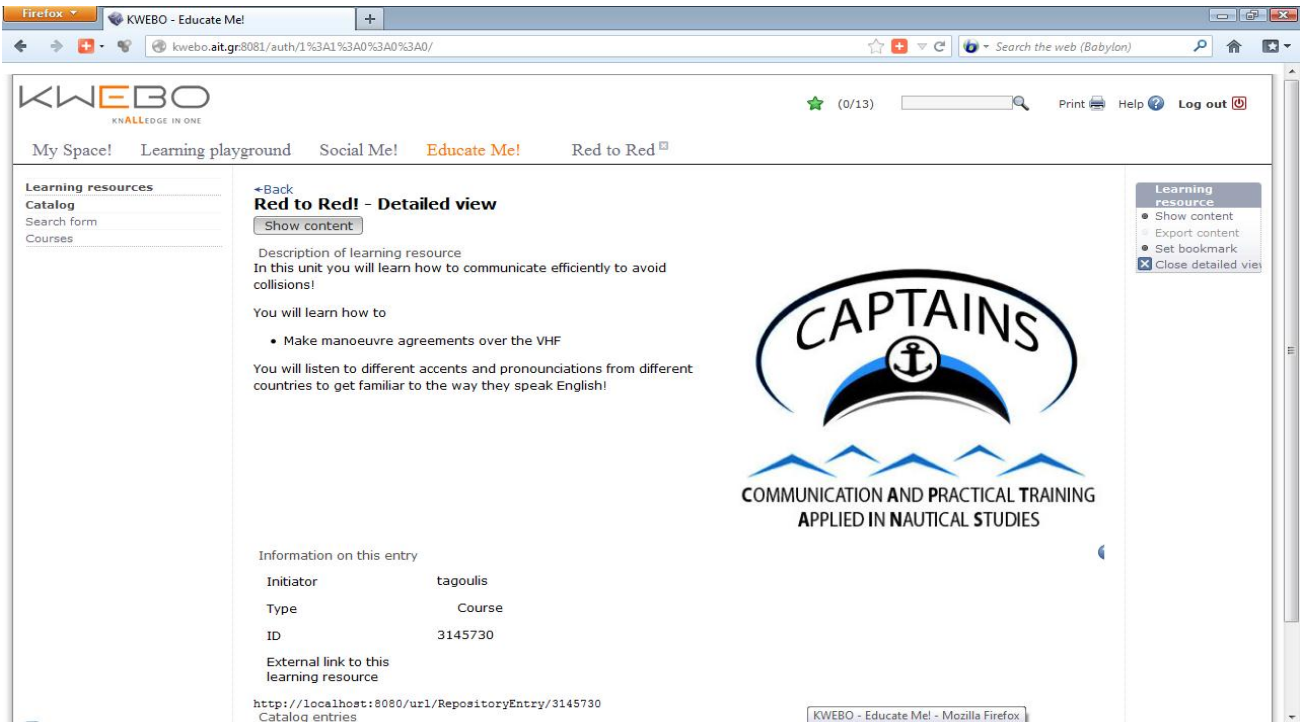 Firefox
KWEBO - Educate Me!
kwebo.ait.gr:8081/auth/1%3A1%3A0%3A0%3A0/
Search the web (Babylon)
KWEBO
KNALLEDGE IN ONE
(0/13)
Print
Help
Log out
My Space!
Learning playground
Social Me!
Educate Me!
Red to Red
Learning resources
Catalog
Search form
Courses
Back
Red to Red! - Detailed view
Show content
Description of learning resource
In this unit you will learn how to communicate efficiently to avoid
collisions!
You will learn how to
• Make manoeuvre agreements over the VHF
You will listen to different accents and pronounciations from different
countries to get familiar to the way they speak English!
CAPTAINS
COMMUNICATION AND PRACTICAL TRAINING
APPLIED IN NAUTICAL STUDIES
Learning
resource
Show content
Export content
Set bookmark
Close detailed vie
Information on this entry
Initiator tagoulis
Type Course
ID 3145730
External link to this
learning resource
http://localhost:8080/url/RepositoryEntry/3145730
Catalog entries
KWEBO - Educate Me! - Mozilla Firefox